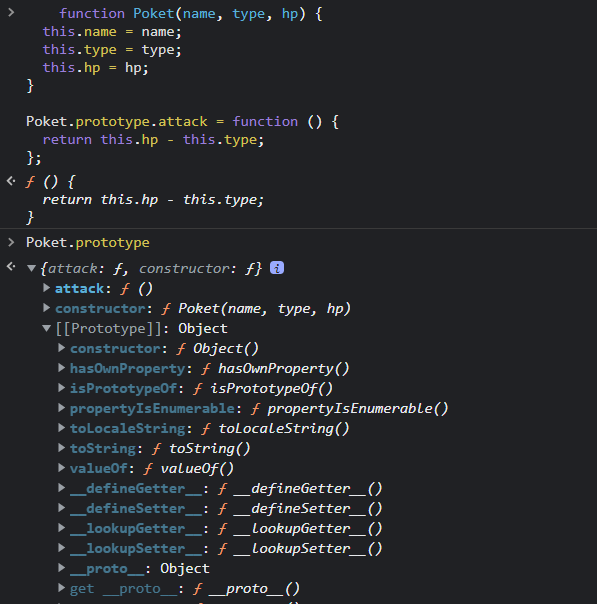 function Poket(name, type, hp) {
this.name = name;
this.type = type;
this.hp = hp;
}
Poket.prototype.attack = function () {
return this.hp - this.type;
};
ƒ () {
return this.hp - this.type;
}
Poket.prototype
{attack: ƒ, constructor: ƒ} i
attack: ƒ ()
constructor: ƒ Poket(name, type, hp)
[[Prototype]]: Object
constructor: ƒ Object()
hasOwnProperty: ƒ hasOwnProperty()
isPrototypeOf: ƒ isPrototypeOf()
propertyIsEnumerable: ƒ propertyIsEnumerable()
toLocaleString: ƒ toLocaleString()
toString: ƒ toString()
valueOf: ƒ valueOf()
__defineGetter__: ƒ __defineGetter__()
__defineSetter__: ƒ __defineSetter__()
__lookupGetter__: ƒ __lookupGetter__()
__lookupSetter__: ƒ __lookupSetter__()
__proto__: Object
get __proto__: ƒ __proto__()